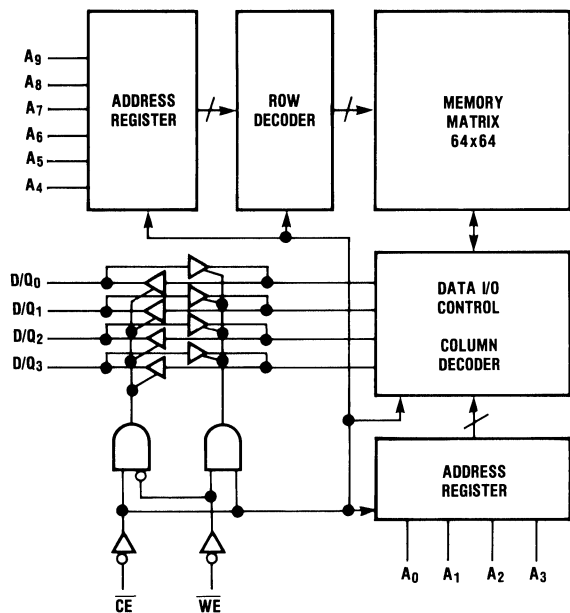 A9
A8
A7
A6
A5
A4
ADDRESS
REGISTER
ROW
DECODER
MEMORY
MATRIX
64x64
D/Q0
D/Q1
D/Q2
D/Q3
DATA I/O
CONTROL
COLUMN
DECODER
ADDRESS
REGISTER
A0
A1
A2
A3
CE
WE